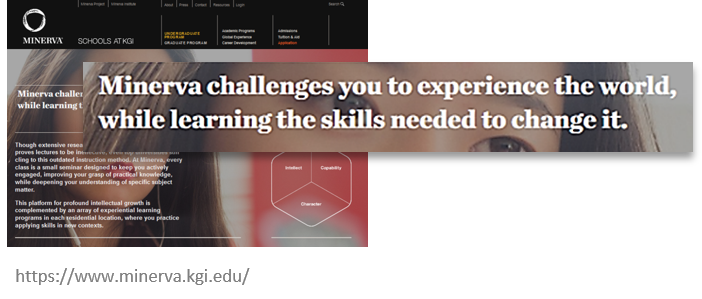 Minerva Project Minerva Institute About Press Contact Resources Login Search
MINERVA
SCHOOLS AT KGI
UNDERGRADUATE
PROGRAM
GRADUATE PROGRAM
Academic Programs
Global Experience
Career Development
Admissions
Tuition & Aid
Application
Minerva challen
while learning t
Minerva challenges you to experience the world,
while learning the skills needed to change it.
Though extensive resea
proves lectures to be
cling to this outdated instruction method. At Minerva, every
class is a small seminar designed to keep you actively
engaged, improving your grasp of practical knowledge,
while deepening your understanding of specific subject
matter.
This platform for profound intellectual growth is
complemented by an array of experiential learning
programs in each residential location, where you practice
applying skills in new contexts.
Intellect
Capability
Character
https://www.minerva.kgi.edu/